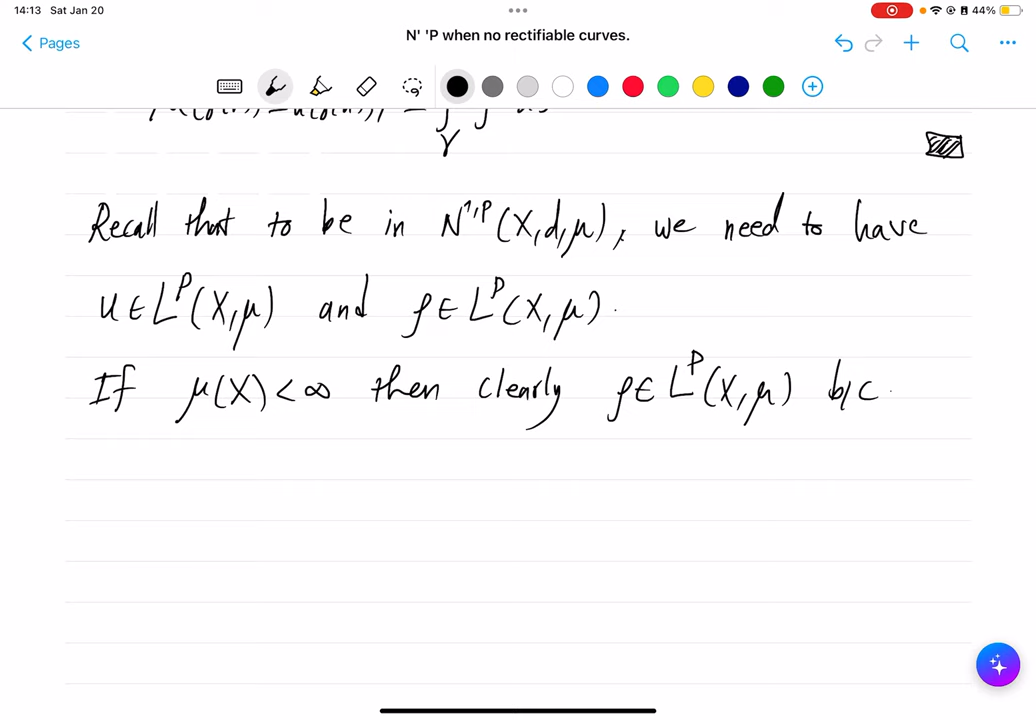 14:13 Sat Jan 20
44%
Pages
N' 'P when no rectifiable curves.
γ
Recall that to be in N^{1,p}(X,d,μ), we need to have
u ∈ L^p(X,μ) and ρ ∈ L^p(X,μ).
If μ(X) < ∞ then clearly ρ ∈ L^p(X,μ) b/c